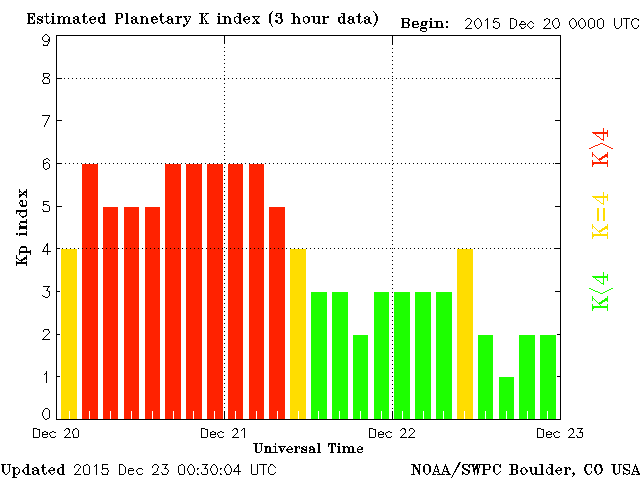 Estimated Planetary K index (3 hour data)
Begin: 2015 Dec 20 0000 UTC
9
8
7
6
5
4
3
2
1
0
Kp index
K>4
K=4
K<4
Dec 20
Dec 21
Dec 22
Dec 23
Universal Time
Updated 2015 Dec 23 00:30:04 UTC
NOAA/SWPC Boulder, CO USA